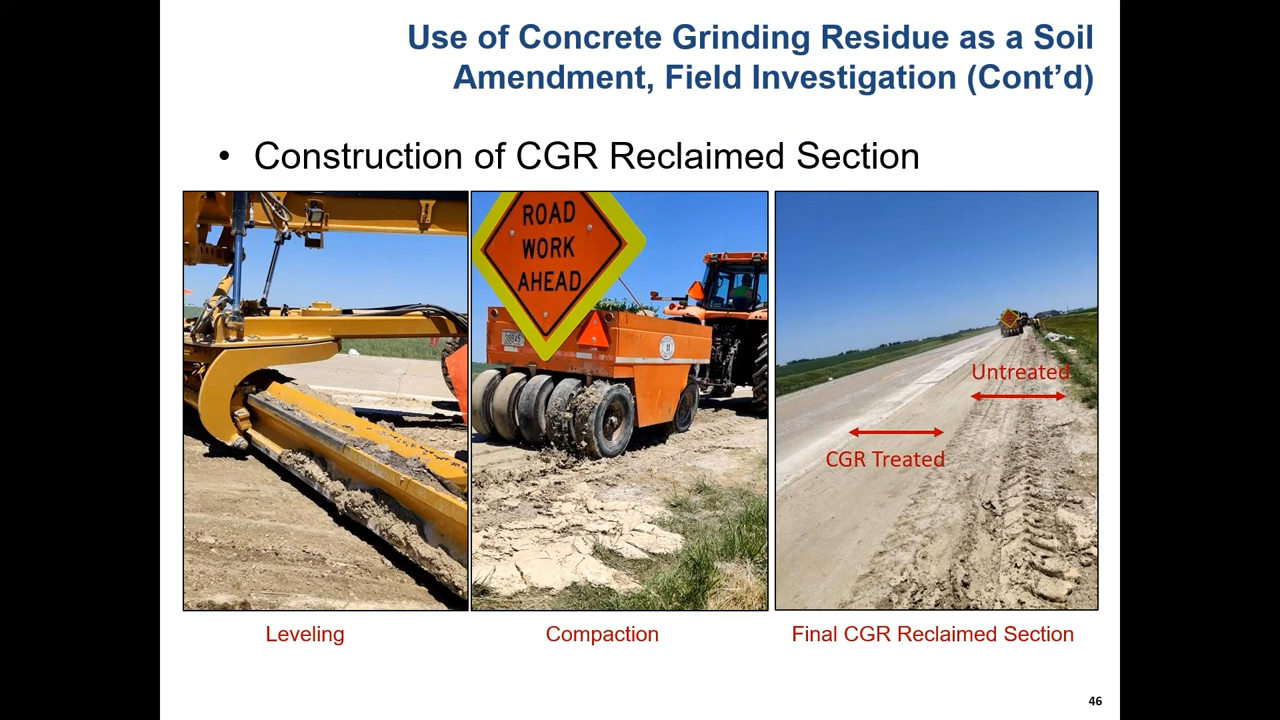 Use of Concrete Grinding Residue as a Soil
Amendment, Field Investigation (Cont’d)
• Construction of CGR Reclaimed Section
ROAD
WORK
AHEAD
Untreated
CGR Treated
Leveling
Compaction
Final CGR Reclaimed Section
46